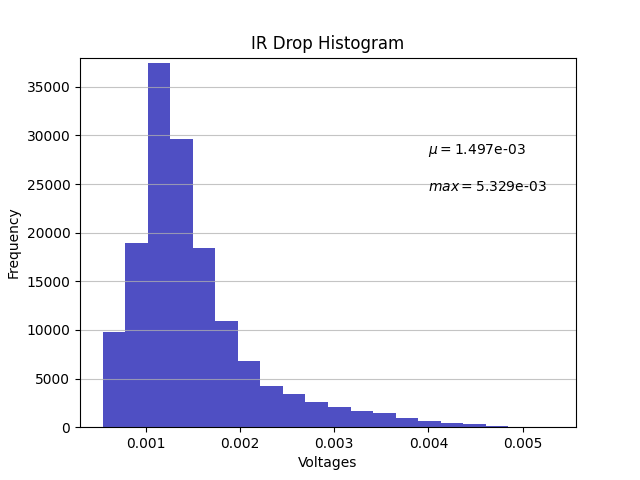 IR Drop Histogram
35000
30000
25000
20000
15000
10000
5000
0
Frequency
μ = 1.497e-03
max = 5.329e-03
0.001 0.002 0.003 0.004 0.005
Voltages